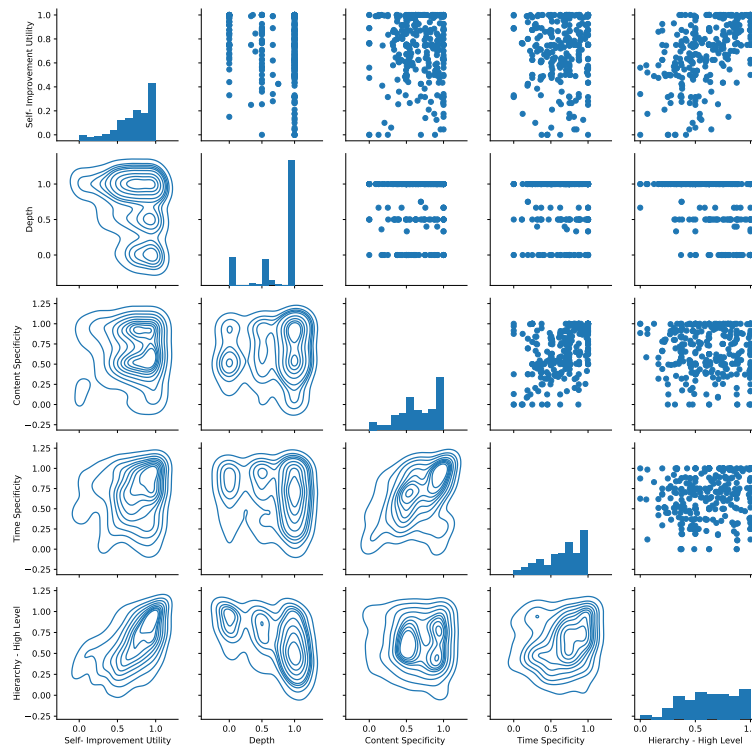 Self- Improvement Utility
1.0
0.8
0.6
0.4
0.2
0.0
Depth
1.0
0.5
0.0
Content Specificity
1.25
1.00
0.75
0.50
0.25
0.00
−0.25
Time Specificity
1.25
1.00
0.75
0.50
0.25
0.00
−0.25
Hierarchy - High Level
1.25
1.00
0.75
0.50
0.25
0.00
−0.25
0.0 0.5 1.0
Self- Improvement Utility
0.0 0.5 1.0
Depth
0.0 0.5 1.0
Content Specificity
0.0 0.5 1.0
Time Specificity
0.0 0.5 1.0
Hierarchy - High Level